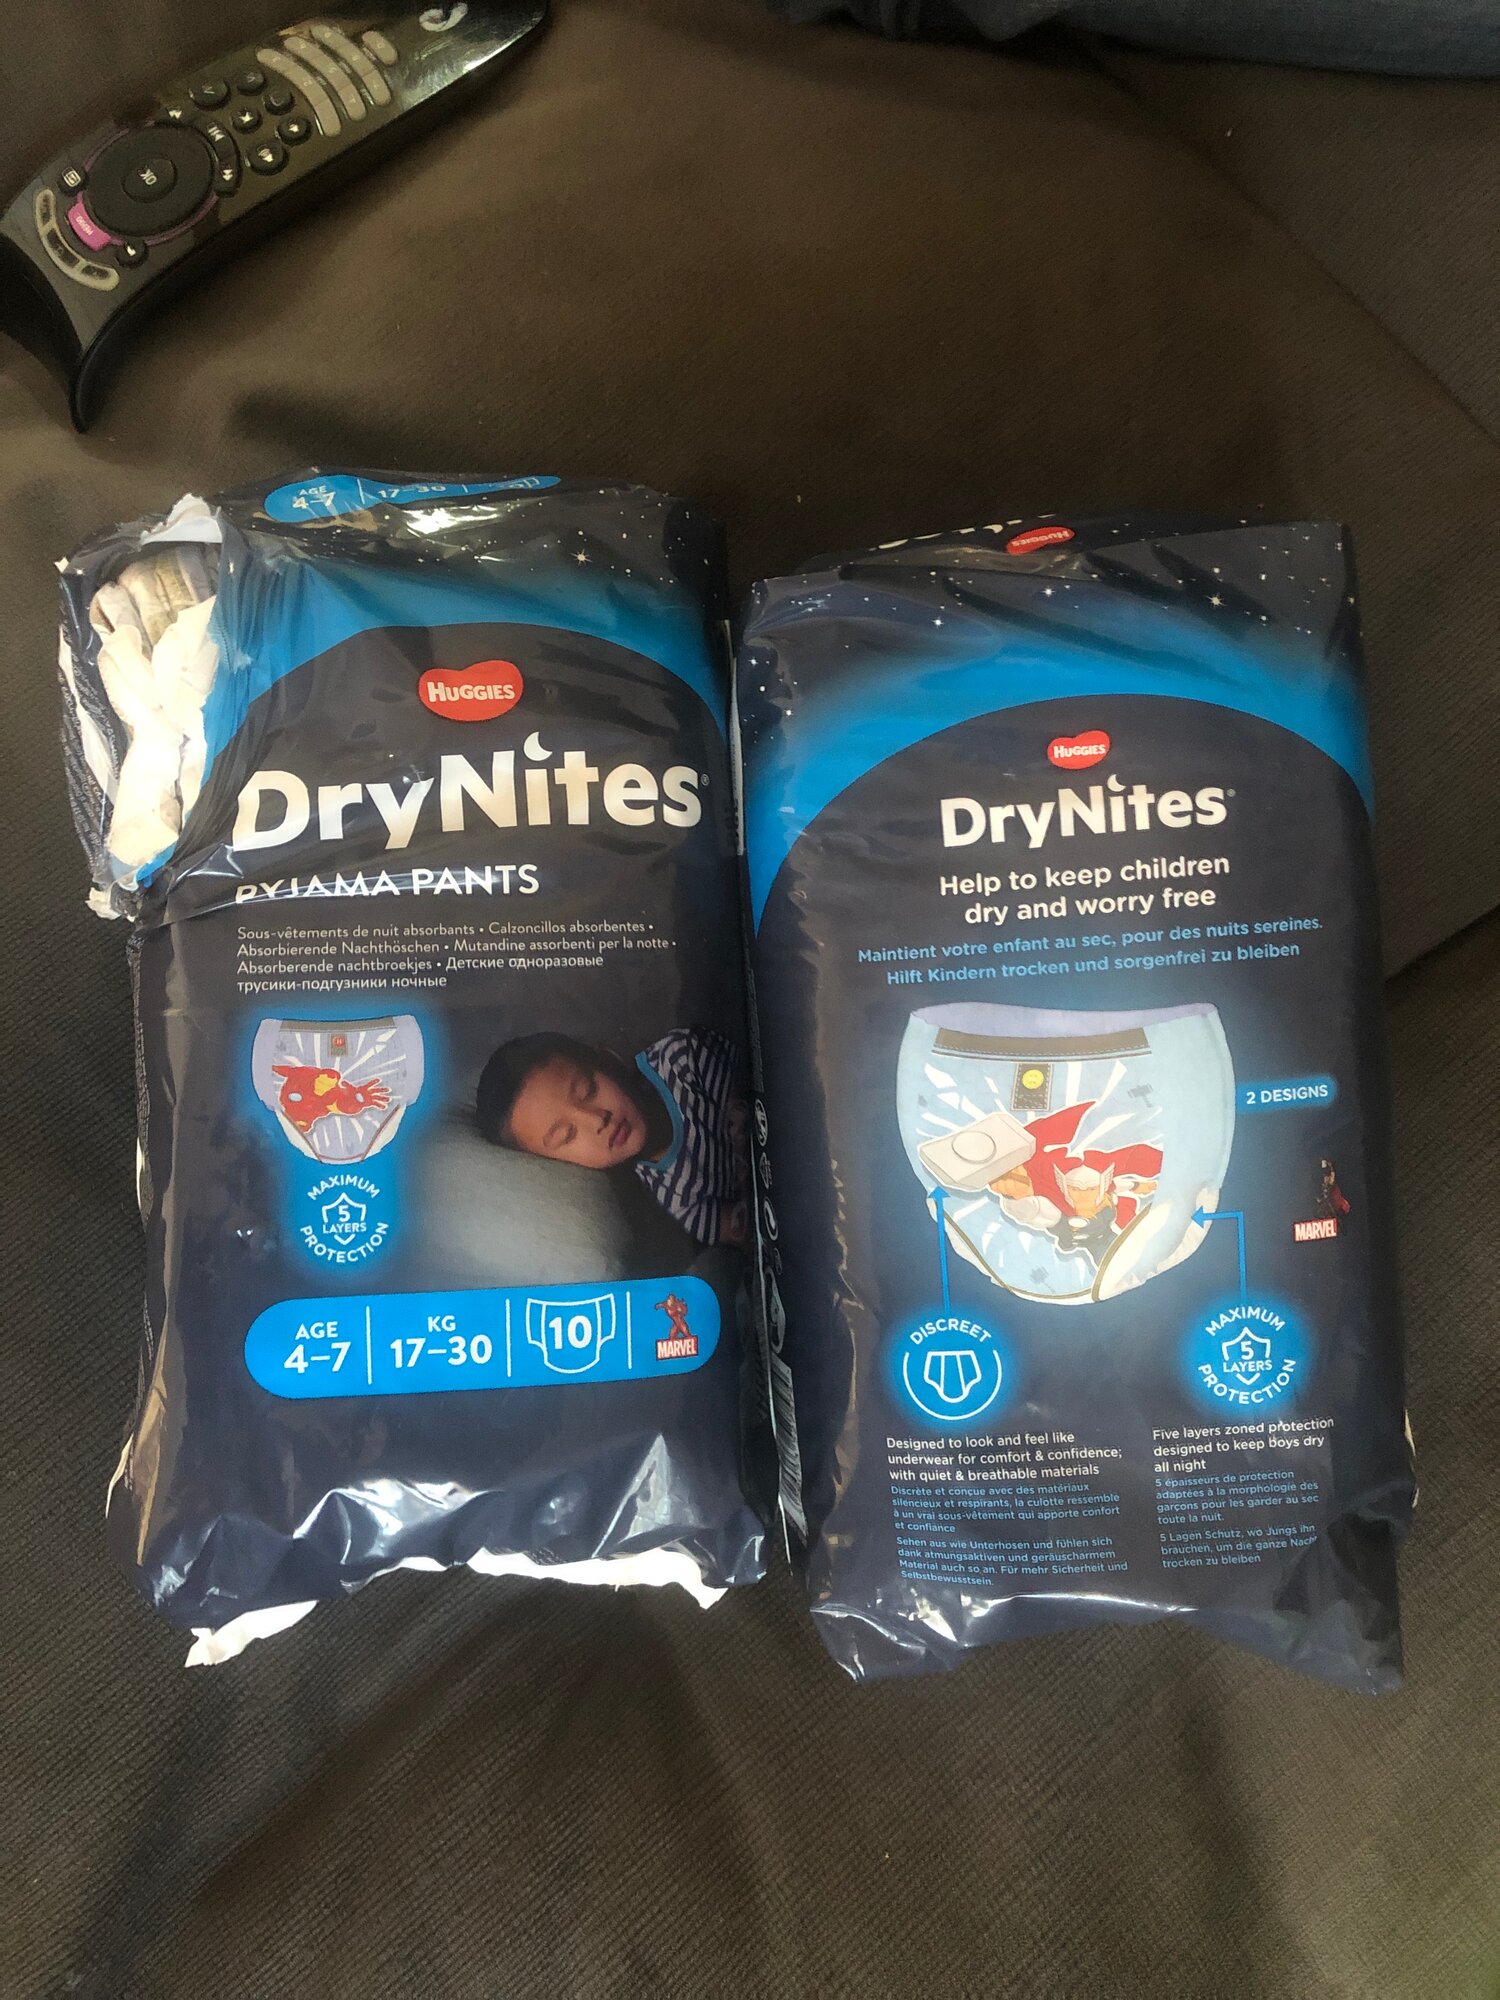 OK
MENU
AGE
4–7
17–30
HUGGIES
DryNites®
PYJAMA PANTS
Sous-vêtements de nuit absorbants • Calzoncillos absorbentes •
Absorbierende Nachthöschen • Mutandine assorbenti per la notte •
Absorberende nachtbroekjes • Детские одноразовые
трусики-подгузники ночные
MAXIMUM
5
LAYERS
PROTECTION
AGE
4–7
KG
17–30
10
MARVEL
HUGGIES
HUGGIES
DryNites®
Help to keep children
dry and worry free
Maintient votre enfant au sec, pour des nuits sereines.
Hilft Kindern trocken und sorgenfrei zu bleiben
2 DESIGNS
MARVEL
DISCREET
Designed to look and feel like
underwear for comfort & confidence;
with quiet & breathable materials
Discrète et conçue avec des matériaux
silencieux et respirants, la culotte ressemble
à un vrai sous-vêtement qui apporte confort
et confiance
Sehen aus wie Unterhosen und fühlen sich
dank atmungsaktiven und geräuscharmem
Material auch so an. Für mehr Sicherheit und
Selbstbewusstsein.
MAXIMUM
5
LAYERS
PROTECTION
Five layers zoned protection
designed to keep boys dry
all night
5 épaisseurs de protection
adaptées à la morphologie des
garçons pour les garder au sec
toute la nuit.
5 Lagen Schutz, wo Jungs ihn
brauchen, um die ganze Nacht
trocken zu bleiben